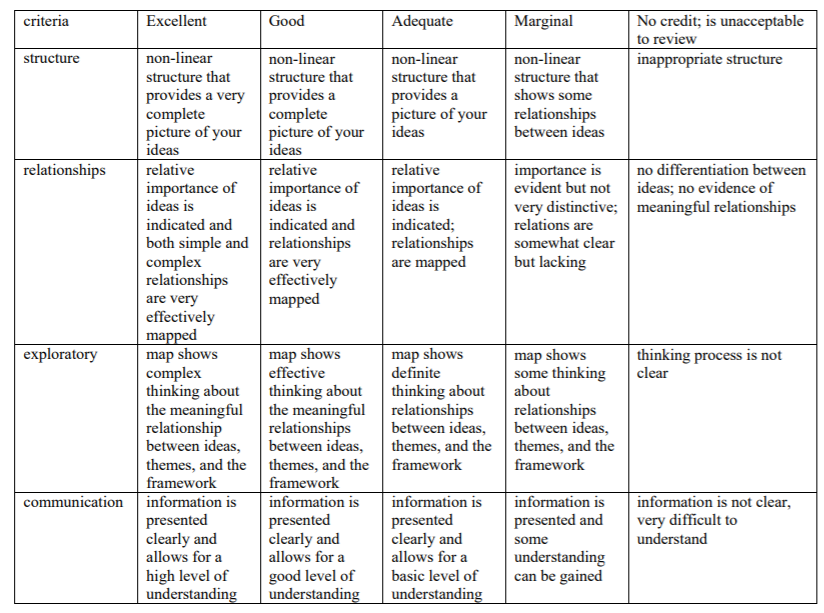 criteria
Excellent
Good
Adequate
Marginal
No credit; is unacceptable
to review
structure
non-linear
structure that
provides a very
complete
picture of your
ideas
non-linear
structure that
provides a
complete
picture of your
ideas
non-linear
structure that
provides a
picture of your
ideas
non-linear
structure that
shows some
relationships
between ideas
inappropriate structure
relationships
relative
importance of
ideas is
indicated and
both simple and
complex
relationships
are very
effectively
mapped
relative
importance of
ideas is
indicated and
relationships
are very
effectively
mapped
relative
importance of
ideas is
indicated;
relationships
are mapped
importance is
evident but not
very distinctive;
relations are
somewhat clear
but lacking
no differentiation between
ideas; no evidence of
meaningful relationships
exploratory
map shows
complex
thinking about
the meaningful
relationship
between ideas,
themes, and the
framework
map shows
effective
thinking about
the meaningful
relationships
between ideas,
themes, and the
framework
map shows
definite
thinking about
relationships
between ideas,
themes, and the
framework
map shows
some thinking
about
relationships
between ideas,
themes, and the
framework
thinking process is not
clear
communication
information is
presented
clearly and
allows for a
high level of
understanding
information is
presented
clearly and
allows for a
good level of
understanding
information is
presented
clearly and
allows for a
basic level of
understanding
information is
presented and
some
understanding
can be gained
information is not clear,
very difficult to
understand